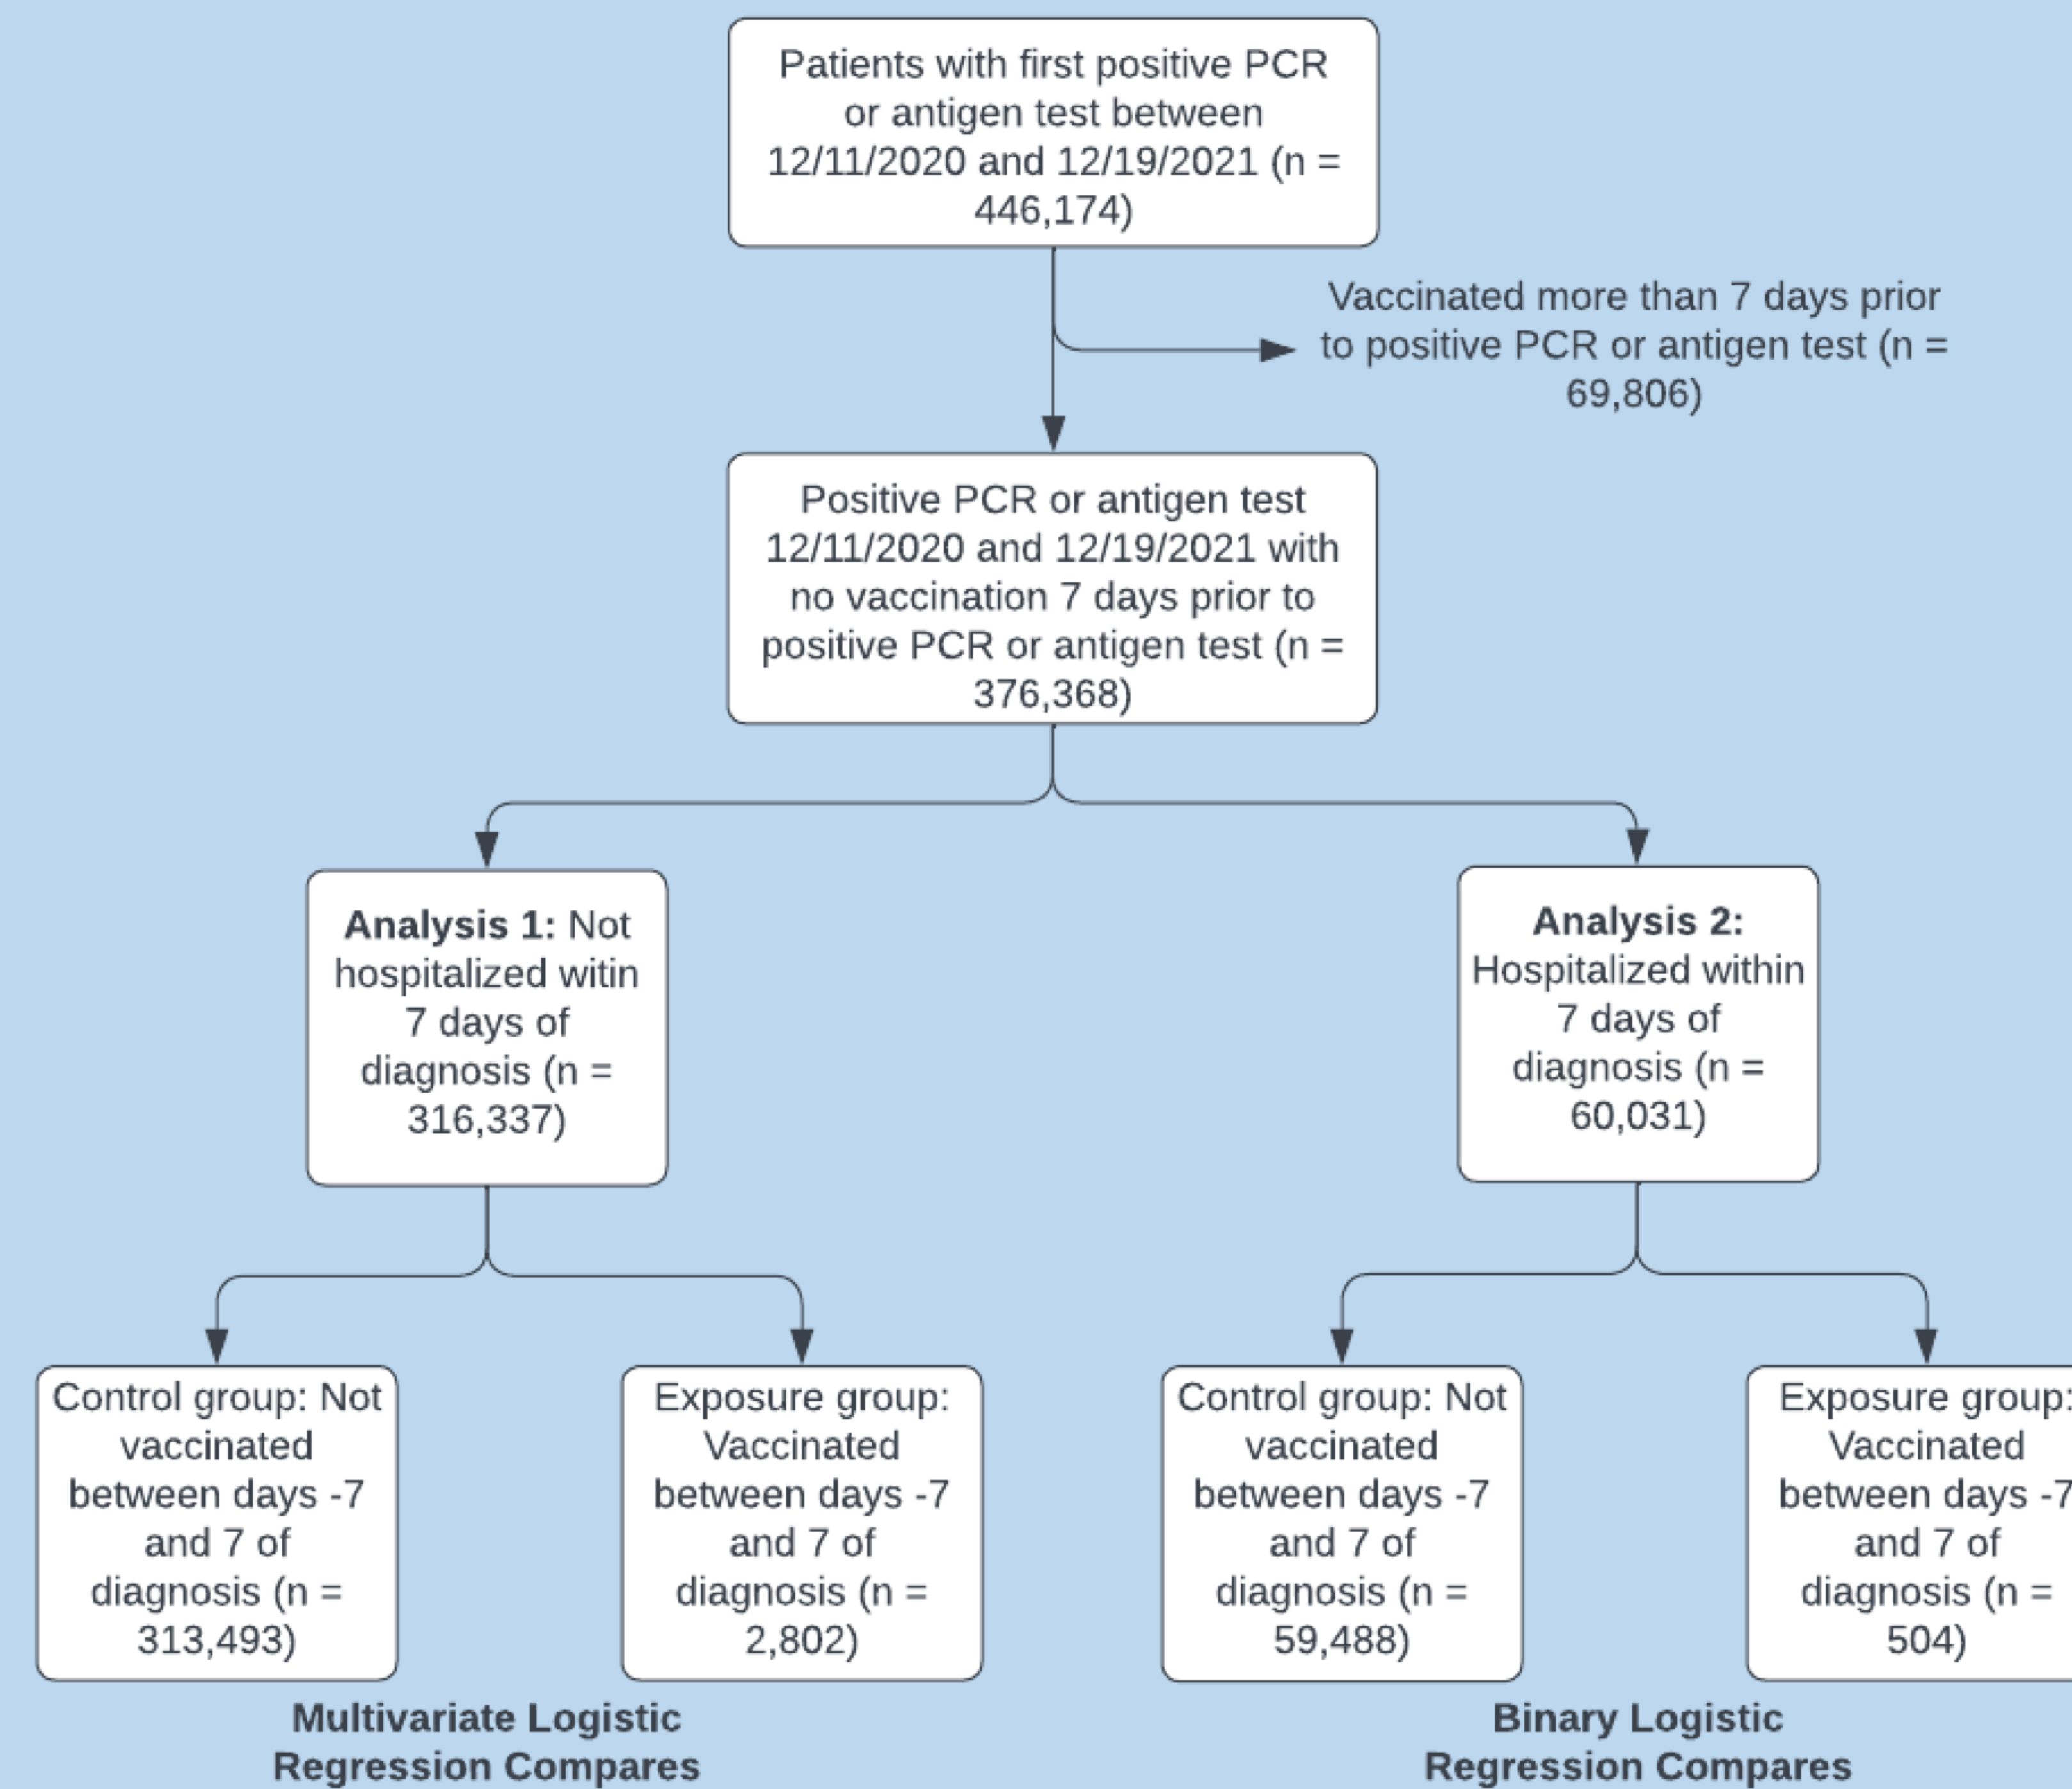 Patients with first positive PCR
or antigen test between
12/11/2020 and 12/19/2021 (n =
446,174)
Vaccinated more than 7 days prior
to positive PCR or antigen test (n =
69,806)
Positive PCR or antigen test
12/11/2020 and 12/19/2021 with
no vaccination 7 days prior to
positive PCR or antigen test (n =
376,368)
Analysis 1: Not
hospitalized witin
7 days of
diagnosis (n =
316,337)
Analysis 2:
Hospitalized within
7 days of
diagnosis (n =
60,031)
Control group: Not
vaccinated
between days -7
and 7 of
diagnosis (n =
313,493)
Exposure group:
Vaccinated
between days -7
and 7 of
diagnosis (n =
2,802)
Control group: Not
vaccinated
between days -7
and 7 of
diagnosis (n =
59,488)
Exposure group:
Vaccinated
between days -7
and 7 of
diagnosis (n =
504)
Multivariate Logistic
Regression Compares
Binary Logistic
Regression Compares